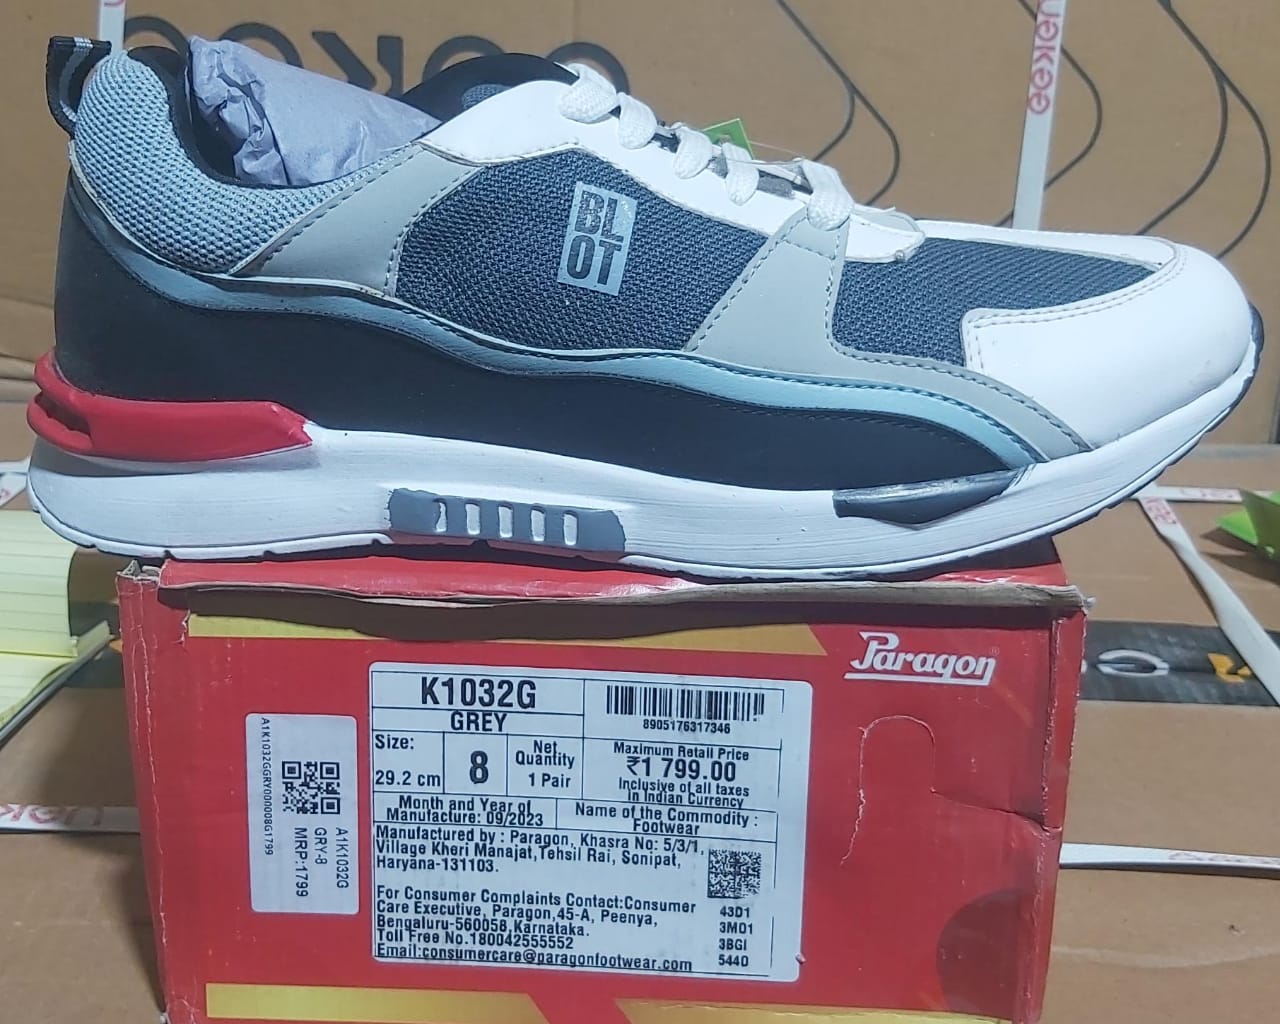 eeken
eeken
BL
OT
Paragon
K1032G
GREY
8905176317346
Size:
29.2 cm
8
Net
Quantity
1 Pair
Maximum Retail Price
₹1 799.00
Inclusive of all taxes
In Indian Currency
Month and Year of
Manufacture: 09/2023
Name of the Commodity :
Footwear
Manufactured by : Paragon, Khasra No: 5/3/1,
Village Kheri Manajat,Tehsil Rai, Sonipat,
Haryana-131103.
For Consumer Complaints Contact:Consumer
Care Executive, Paragon,45-A, Peenya,
Bengaluru-560058,Karnataka.
Toll Free No.180042555552
Email:consumercare@paragonfootwear.com
43D1
3M01
3BGI
544D
A1K1032GGRY000008G1799
A1K1032G
GRY-8
MRP:1799